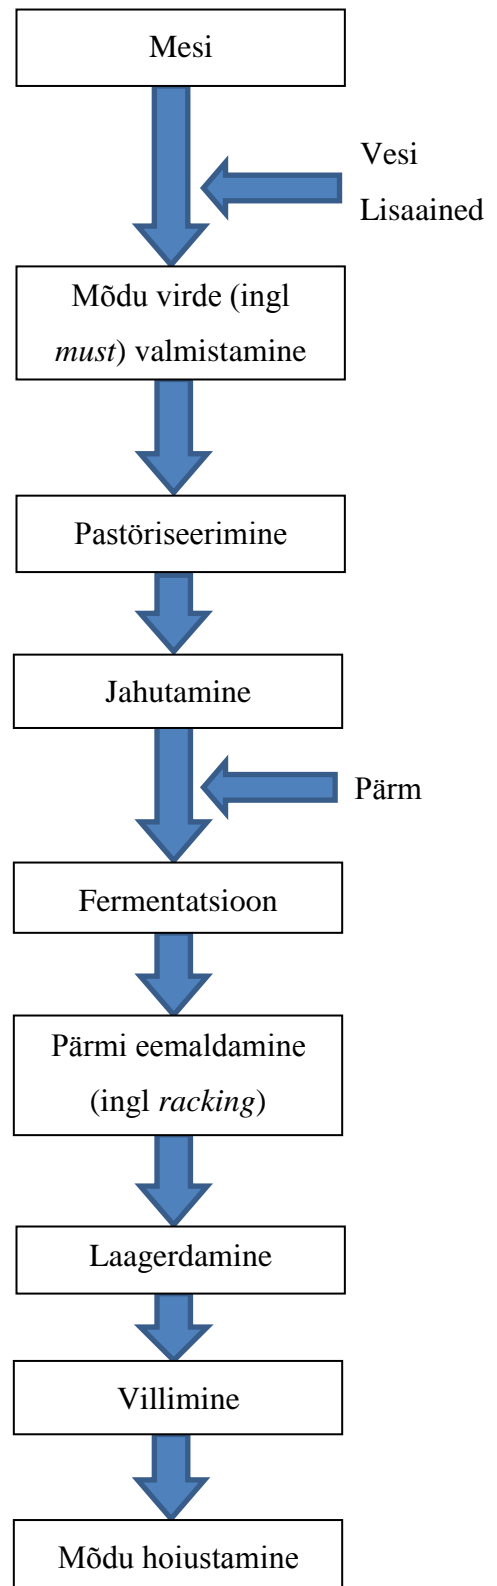 Mesi
Vesi
Lisaained
Mõdu virde (ingl
must) valmistamine
Pastöriseerimine
Jahutamine
Pärm
Fermentatsioon
Pärmi eemaldamine
(ingl racking)
Laagerdamine
Villimine
Mõdu hoiustamine